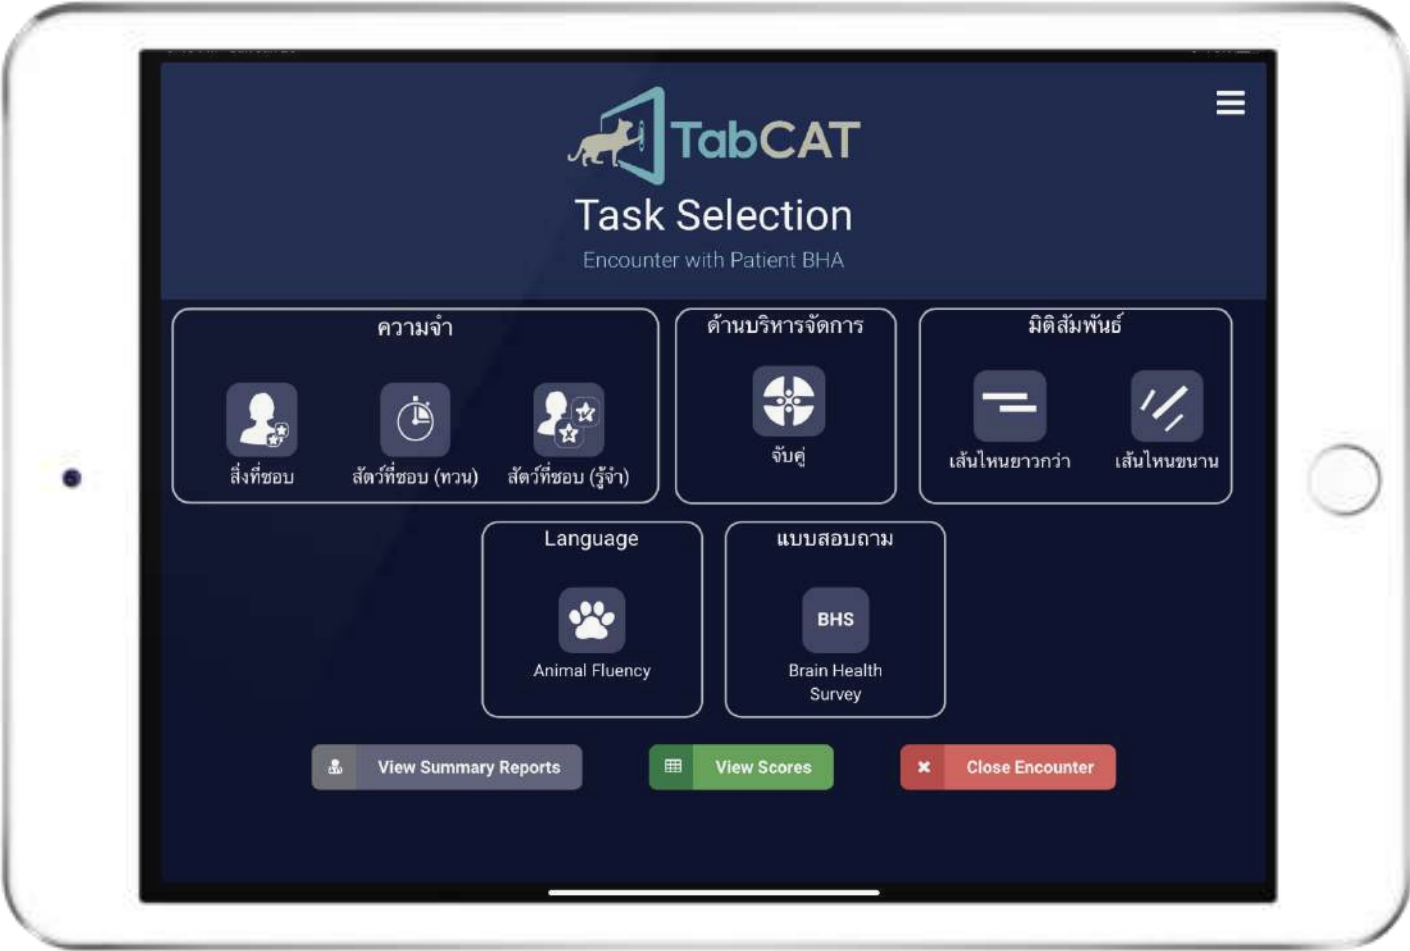 TabCAT
Task Selection
Encounter with Patient BHA
ความจำ
สิ่งที่ชอบ
สัตว์ที่ชอบ (ทวน)
สัตว์ที่ชอบ (รู้จำ)
ด้านบริหารจัดการ
จับคู่
มิติสัมพันธ์
เส้นไหนยาวกว่า
เส้นไหนขนาน
Language
Animal Fluency
แบบสอบถาม
BHS
Brain Health
Survey
View Summary Reports
View Scores
Close Encounter